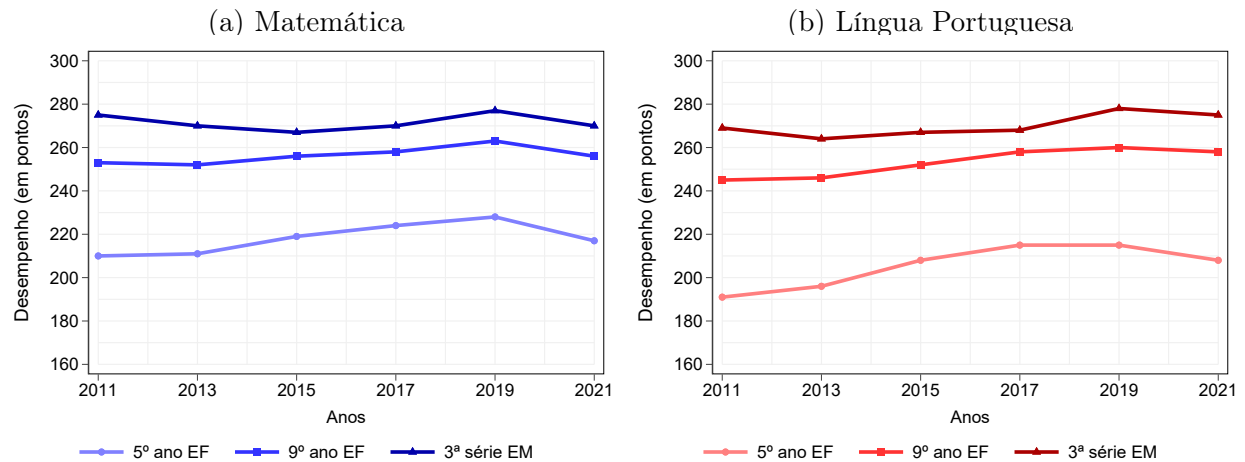 (a) Matemática
300
280
260
240
220
200
180
160
Desempenho (em pontos)
2011 2013 2015 2017 2019 2021
Anos
5º ano EF 9º ano EF 3ª série EM
(b) Língua Portuguesa
300
280
260
240
220
200
180
160
Desempenho (em pontos)
2011 2013 2015 2017 2019 2021
Anos
5º ano EF 9º ano EF 3ª série EM